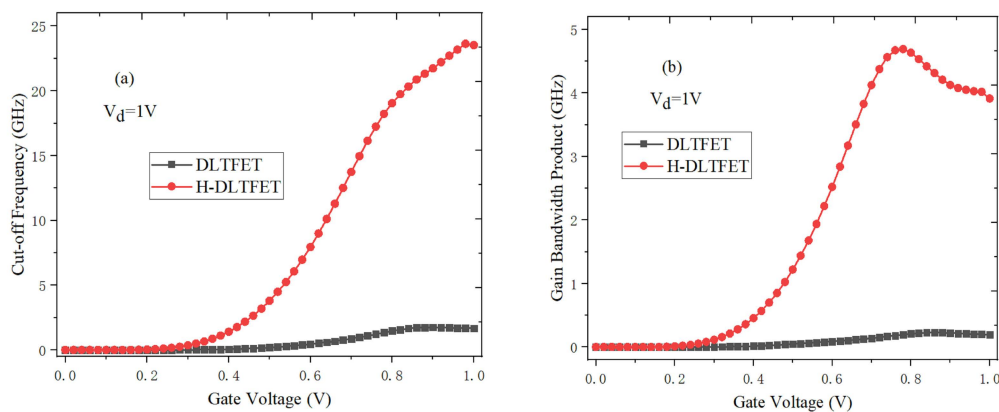 (a)
V_d=1V
DLTFET
H-DLTFET
Cut-off Frequency (GHz)
25
20
15
10
5
0
0.0 0.2 0.4 0.6 0.8 1.0
Gate Voltage (V)
(b)
V_d=1V
DLTFET
H-DLTFET
Gain Bandwidth Product (GHz)
5
4
3
2
1
0
0.0 0.2 0.4 0.6 0.8 1.0
Gate Voltage (V)